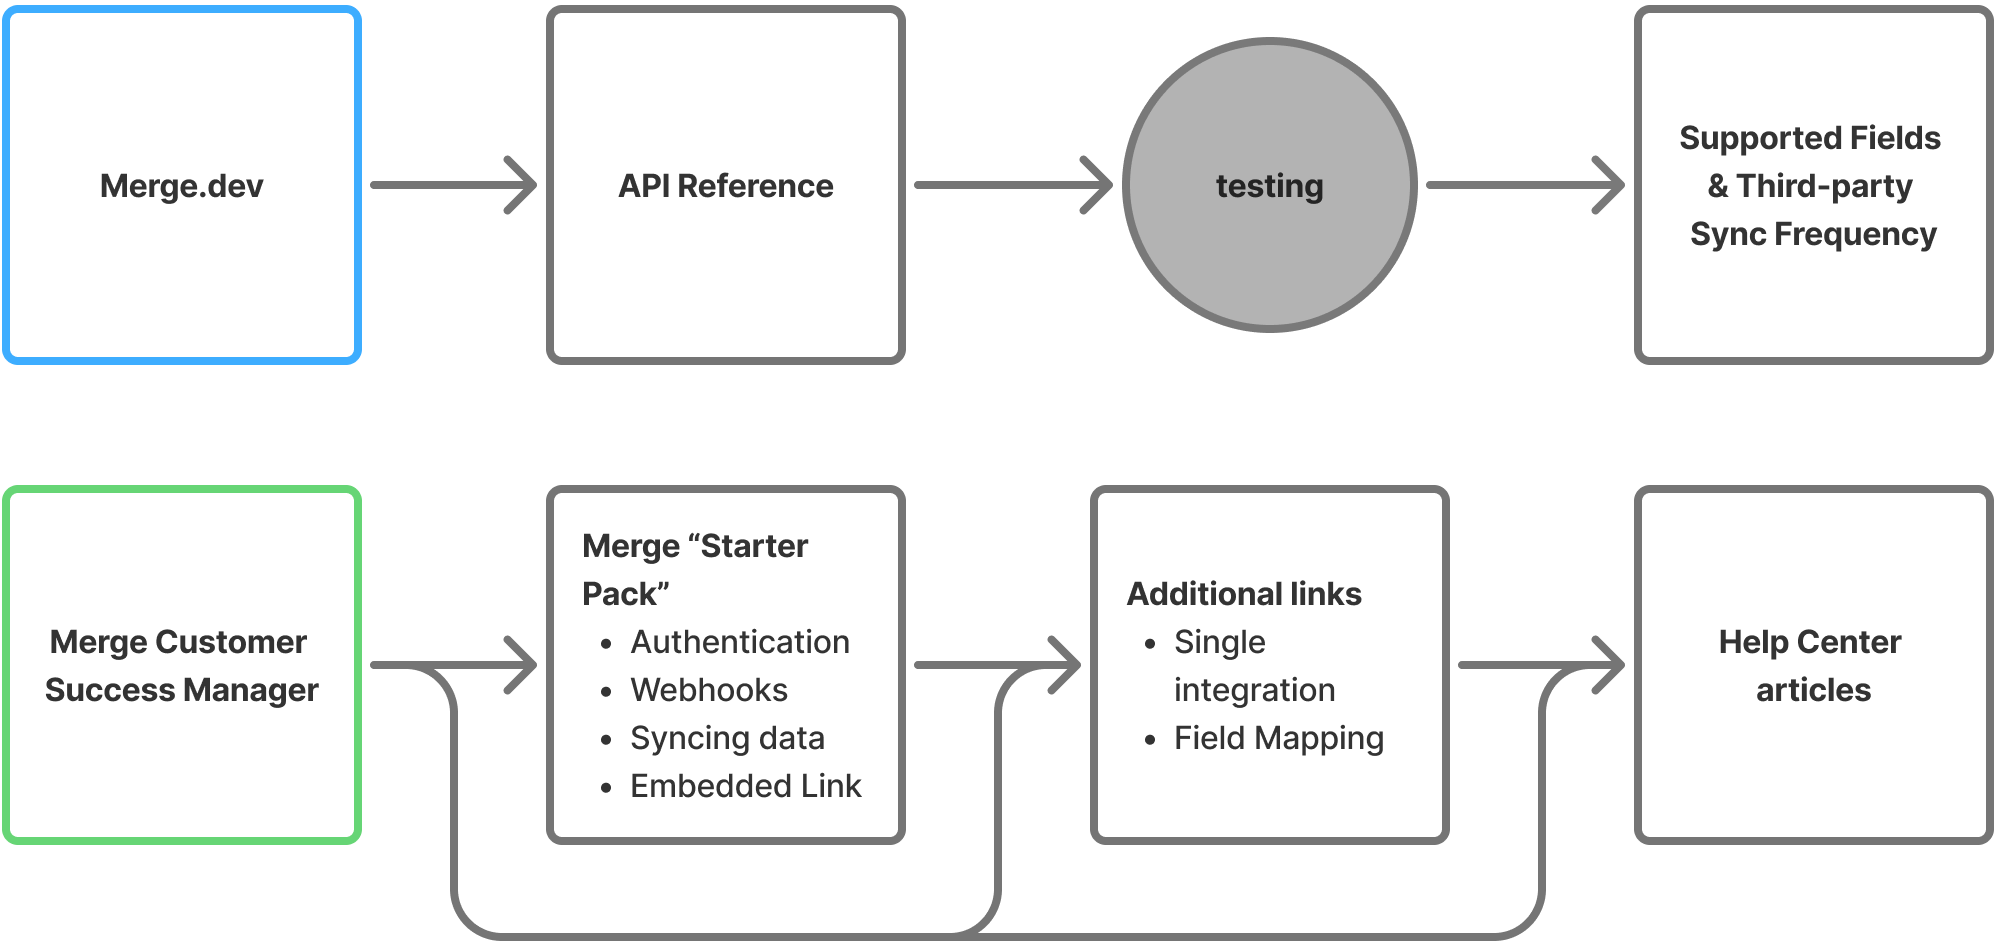 Merge.dev
API Reference
testing
Supported Fields
& Third-party
Sync Frequency
Merge Customer
Success Manager
Merge “Starter
Pack”
• Authentication
• Webhooks
• Syncing data
• Embedded Link
Additional links
• Single
integration
• Field Mapping
Help Center
articles